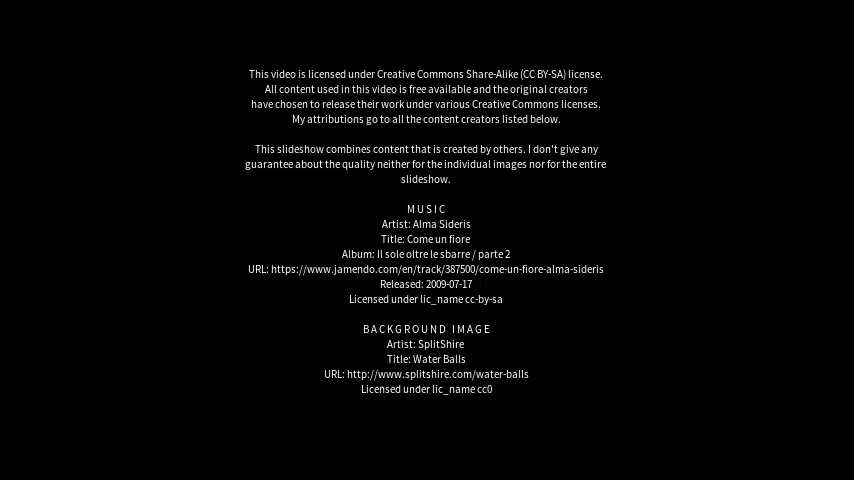 This video is licensed under Creative Commons Share-Alike (CC BY-SA) license.
All content used in this video is free available and the original creators
have chosen to release their work under various Creative Commons licenses.
My attributions go to all the content creators listed below.
This slideshow combines content that is created by others. I don't give any
guarantee about the quality neither for the individual images nor for the entire
slideshow.
MUSIC
Artist: Alma Sideris
Title: Come un fiore
Album: Il sole oltre le sbarre / parte 2
URL: https://www.jamendo.com/en/track/387500/come-un-fiore-alma-sideris
Released: 2009-07-17
Licensed under lic_name cc-by-sa
BACKGROUND IMAGE
Artist: SplitShire
Title: Water Balls
URL: http://www.splitshire.com/water-balls
Licensed under lic_name cc0